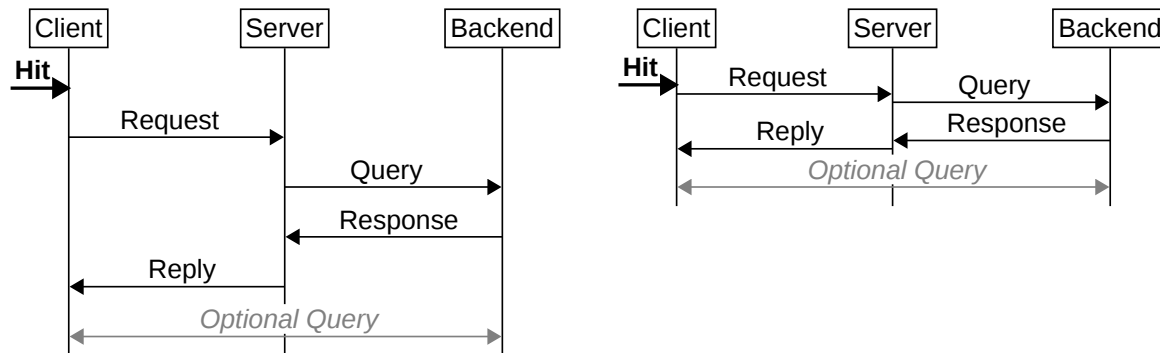 Client
Server
Backend
Hit
Request
Query
Response
Reply
Optional Query
Client
Server
Backend
Hit
Request
Query
Response
Reply
Optional Query